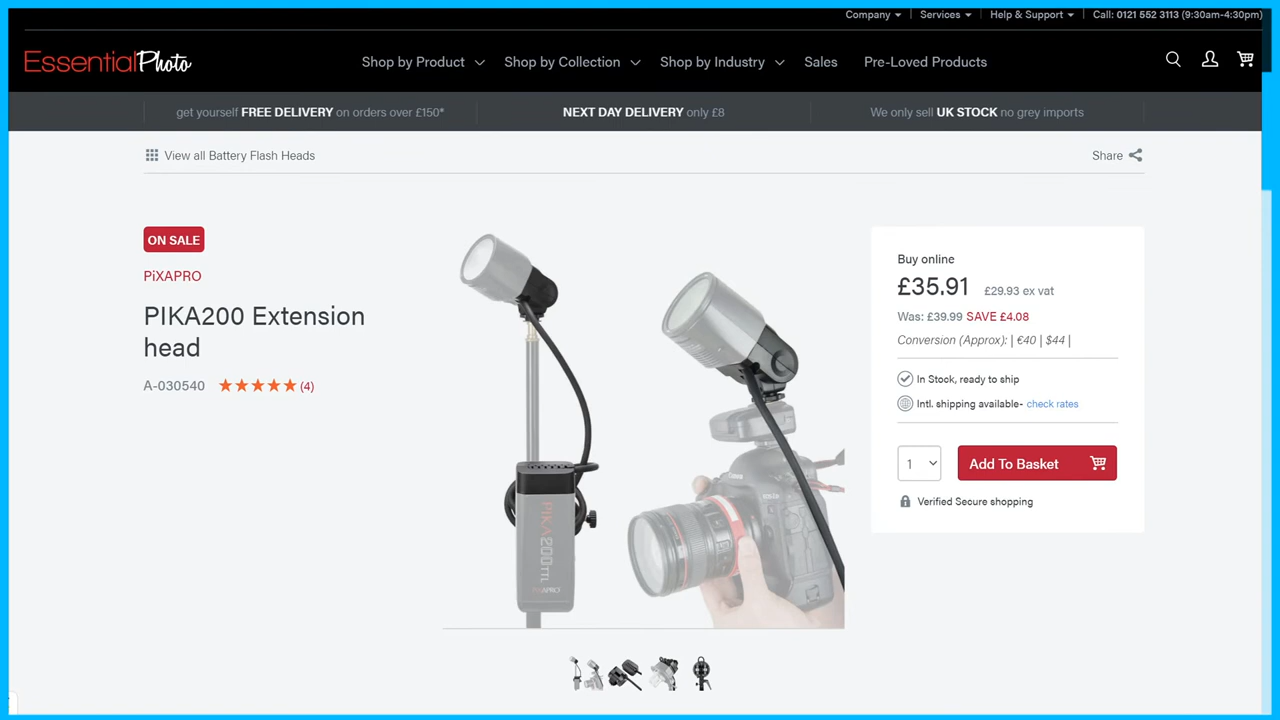 Company Services Help & Support Call: 0121 552 3113 (9:30am-4:30pm)
EssentialPhoto
Shop by Product Shop by Collection Shop by Industry Sales Pre-Loved Products
get yourself FREE DELIVERY on orders over £150* NEXT DAY DELIVERY only £8 We only sell UK STOCK no grey imports
View all Battery Flash Heads Share
ON SALE
PiXAPRO
PIKA200 Extension
head
A-030540 (4)
PIKA200TTL
PIXAPRO
Canon
Buy online
£35.91 £29.93 ex vat
Was: £39.99 SAVE £4.08
Conversion (Approx): | €40 | $44 |
In Stock, ready to ship
Intl. shipping available- check rates
1 Add To Basket
Verified Secure shopping